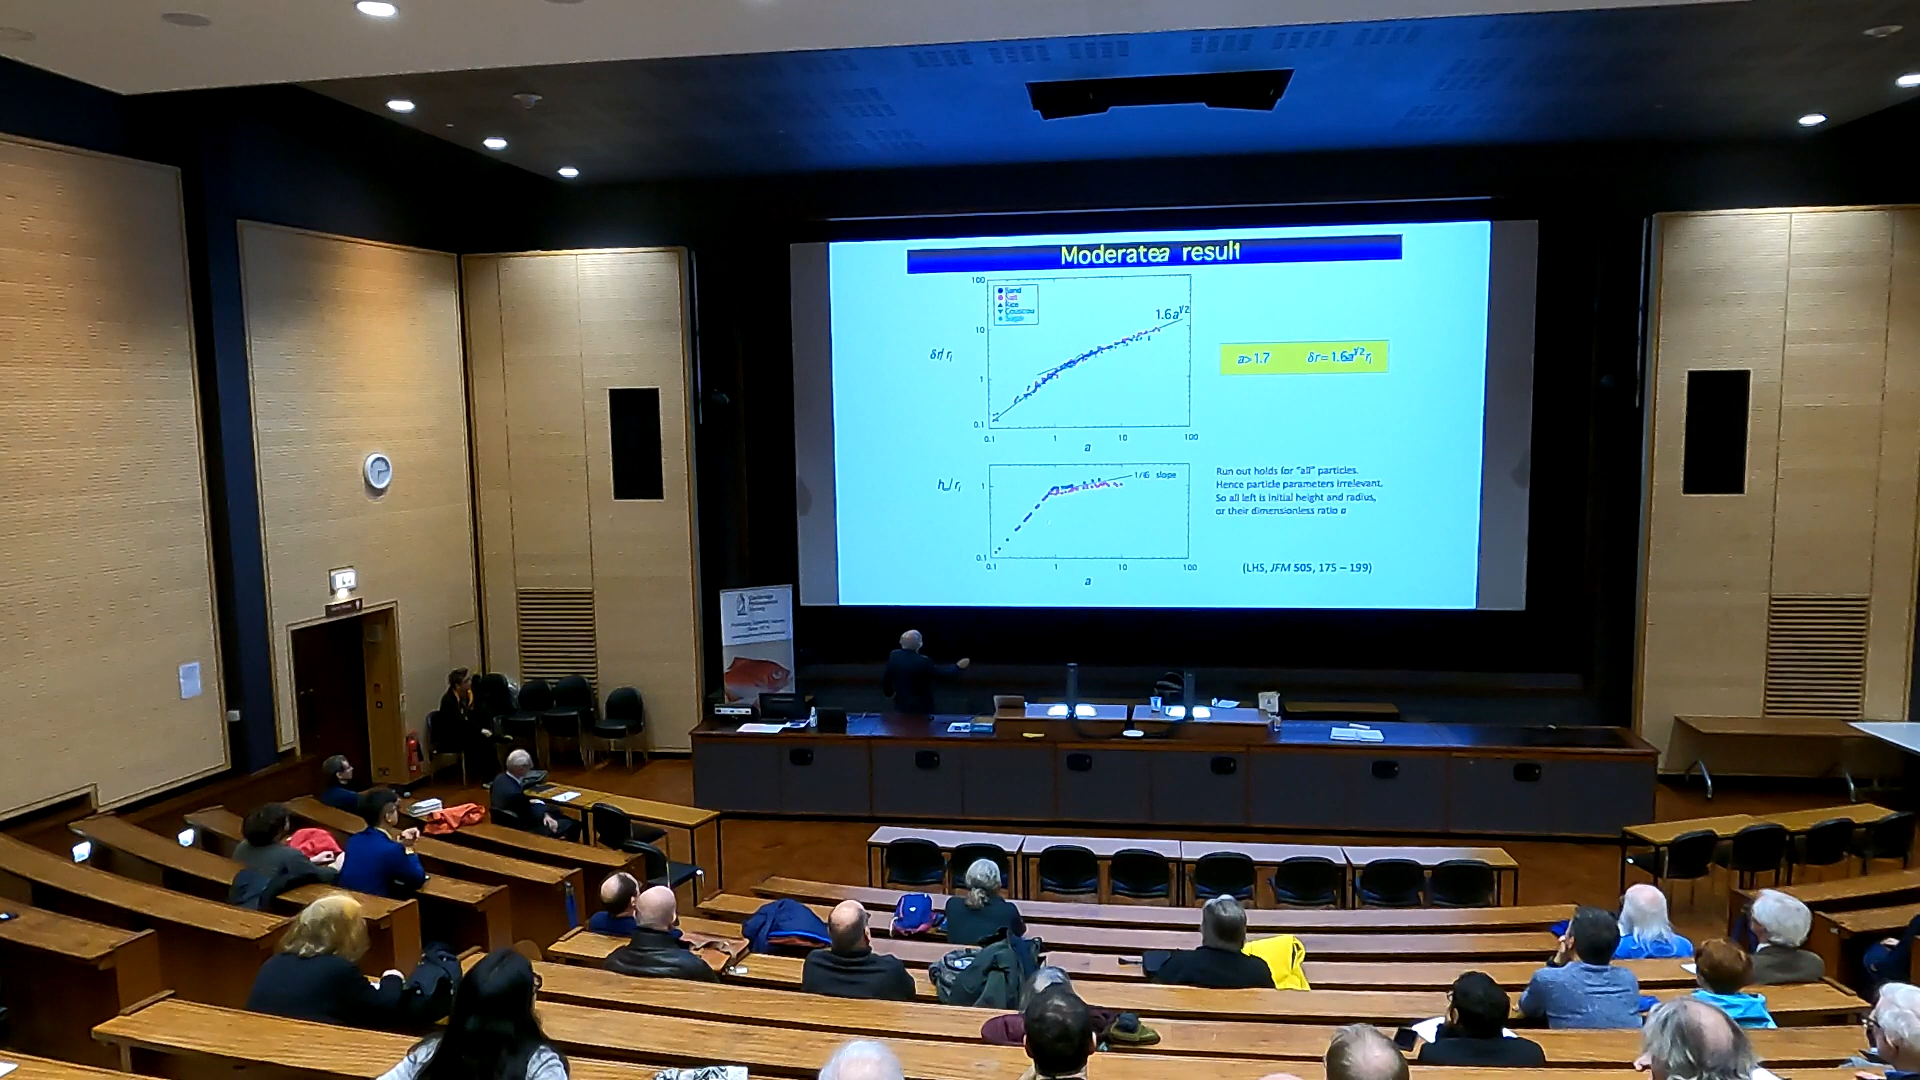 Moderate a result
100
Sand
Salt
Rice
Couscous
Sugar
1.6a^1/2
10
δr/r_i
1
0.1
0.1 1 10 100
a
a>1.7 δr=1.6a^1/2 r_i
h∞/r_i
1
1/6 slope
0.1
0.1 1 10 100
a
Run out holds for "all" particles.
Hence particle parameters irrelevant.
So all left is initial height and radius,
or their dimensionless ratio a
(LHS, JFM 505, 175 – 199)
Cambridge
Philosophical
Society